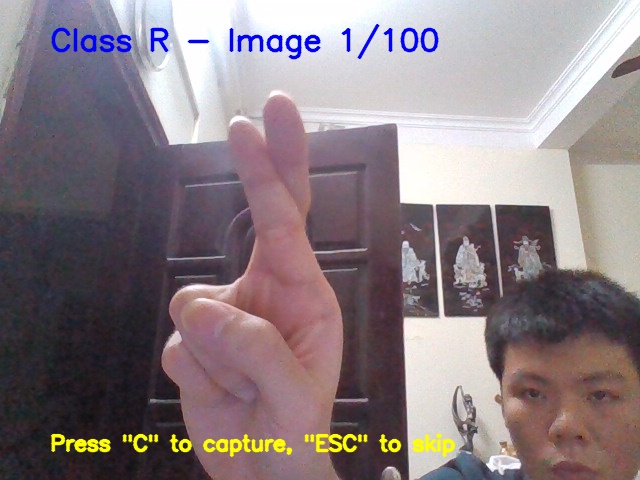 Class R - Image 1/100
Press "C" to capture, "ESC" to skip